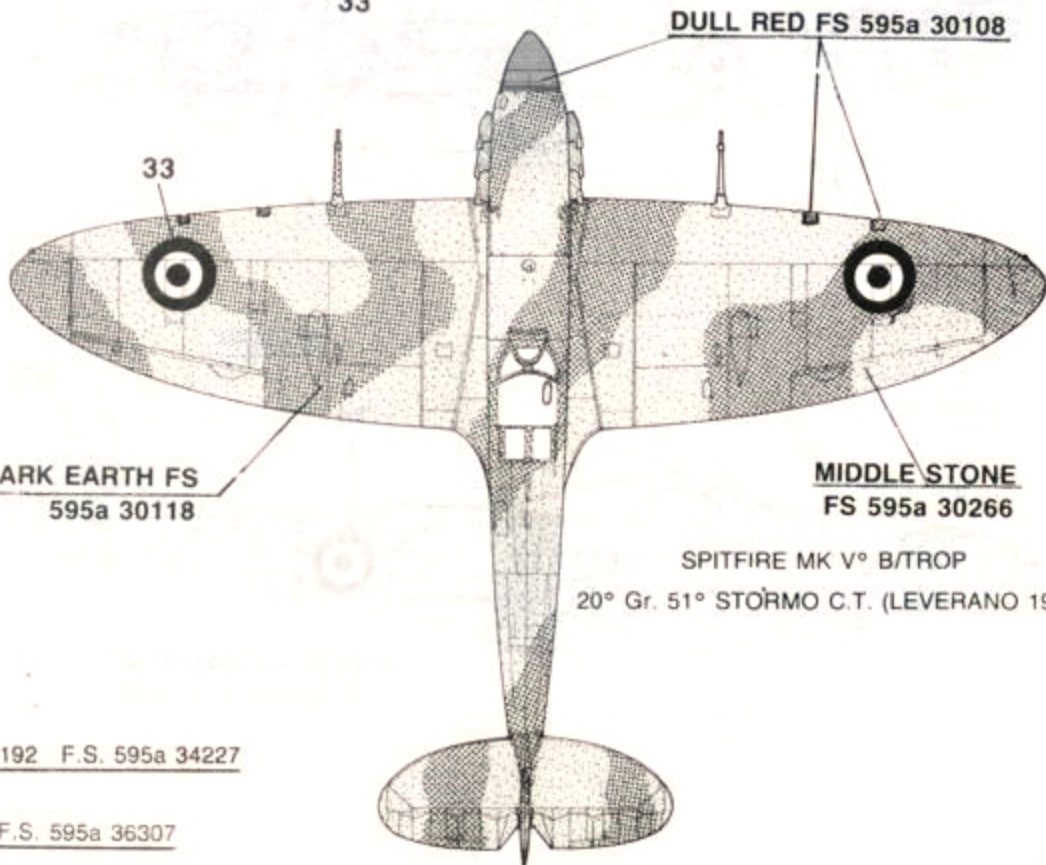 33
DULL RED FS 595a 30108
33
ARK EARTH FS
595a 30118
MIDDLE STONE
FS 595a 30266
SPITFIRE MK V° B/TROP
20° Gr. 51° STORMO C.T. (LEVERANO 19
192 F.S. 595a 34227
F.S. 595a 36307